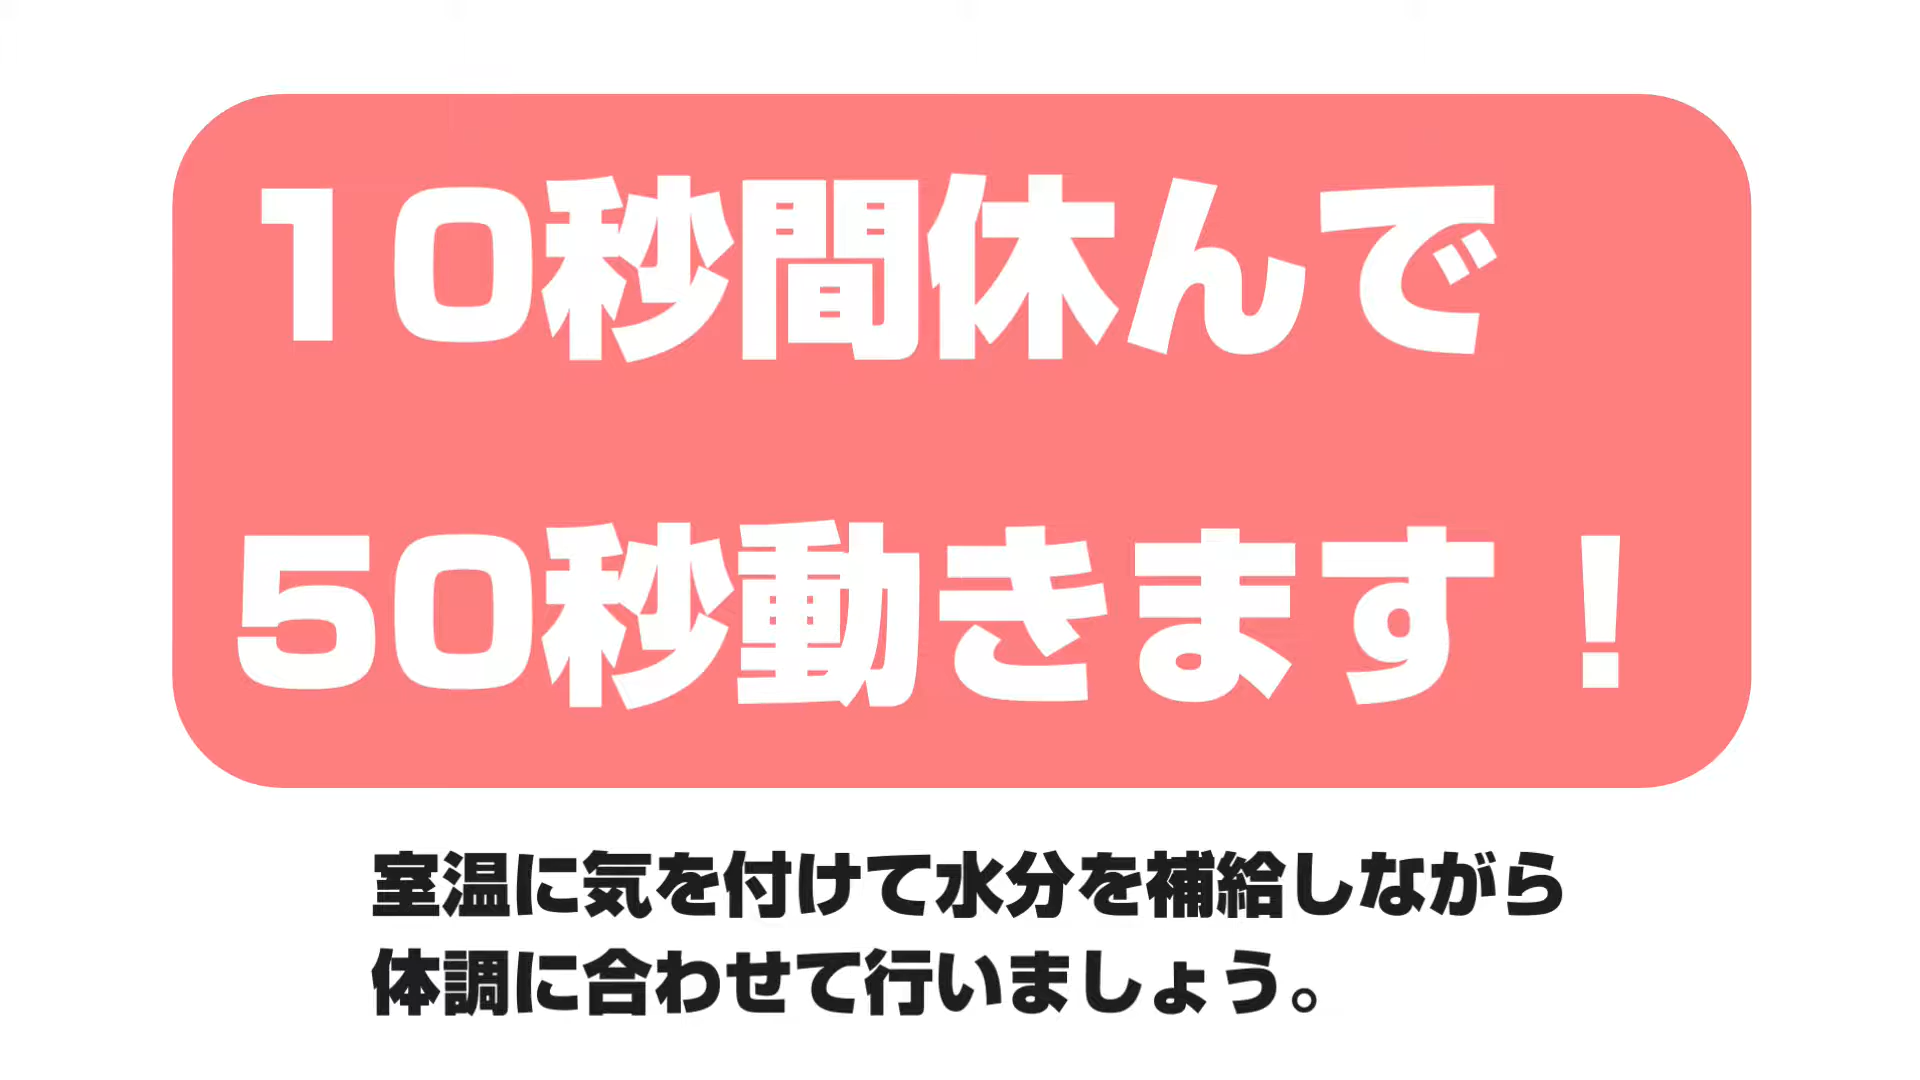 10秒間休んで
50秒動きます！
室温に気を付けて水分を補給しながら
体調に合わせて行いましょう。